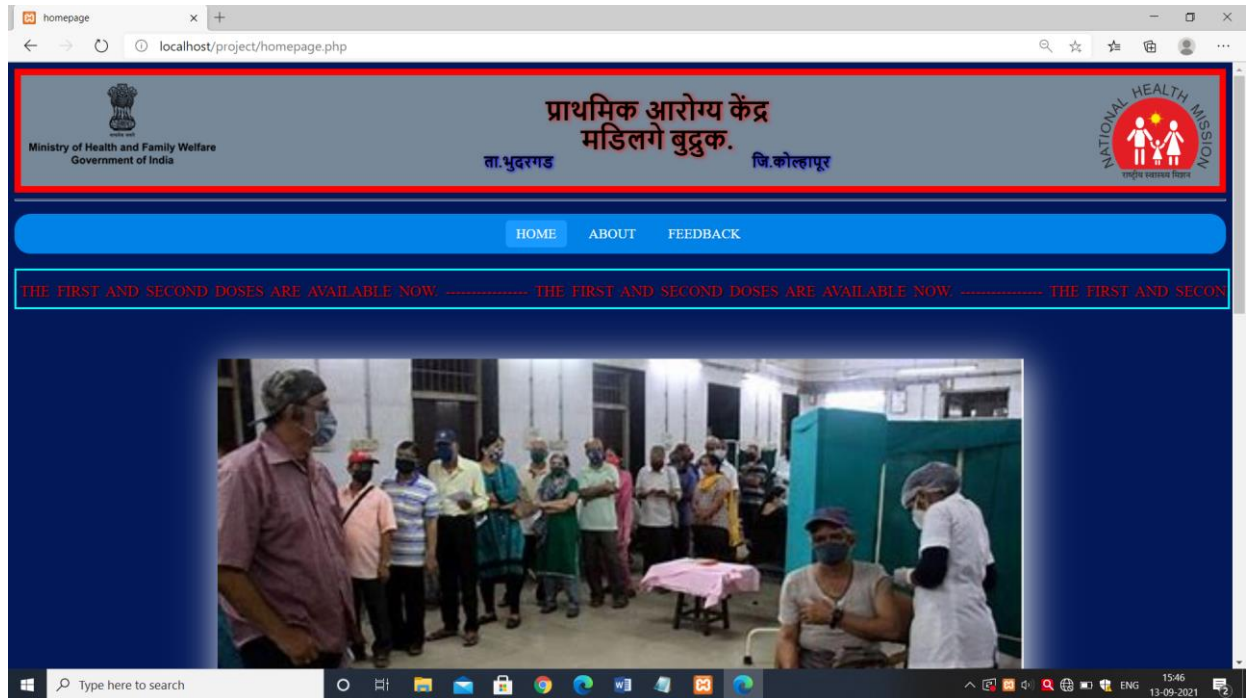 homepage
localhost/project/homepage.php
Ministry of Health and Family Welfare
Government of India
प्राथमिक आरोग्य केंद्र
मडिलगे बुद्रुक.
ता.भुदरगड जि.कोल्हापूर
NATIONAL HEALTH MISSION
राष्ट्रीय स्वास्थ्य मिशन
HOME ABOUT FEEDBACK
THE FIRST AND SECOND DOSES ARE AVAILABLE NOW. ---------------- THE FIRST AND SECOND DOSES ARE AVAILABLE NOW. ---------------- THE FIRST AND SECON
Type here to search
ENG
15:46
13-09-2021
2